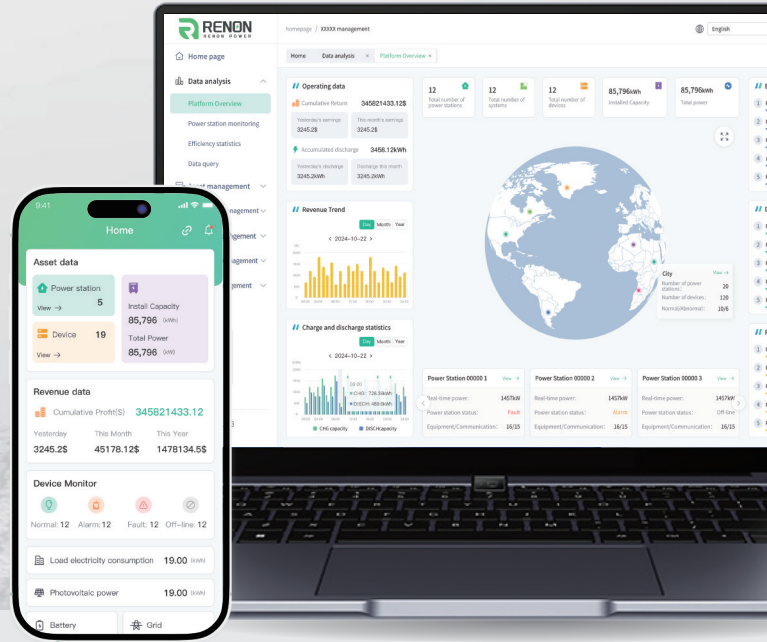 RENON
RENON POWER
homepage / XXXXX management
English
Home page
Home
Data analysis ×
Platform Overview ×
Data analysis
Platform Overview
Power station monitoring
Efficiency statistics
Data query
Operating data
Cumulative Return 345821433.12$
Yesterday's earnings
3245.2$
This month's earnings
3245.2$
Accumulated discharge 3458.12kWh
Yesterday's discharge
3245.2kWh
Discharge this month
3245.2kWh
12
Total number of
power stations
12
Total number of
systems
12
Total number of
devices
85,796kWh
Installed Capacity
85,796kWh
Total power
Revenue Trend
Day Month Year
< 2024-10-22 >
Charge and discharge statistics
Day Month Year
< 2024-10-22 >
CHG capacity
DISCHcapacity
City View →
Number of power
stations: 20
Number of devices: 120
Normal/Abnormal: 10/6
Power Station 00000 1 View →
Real-time power: 1457kW
Power station status: Fault
Equipment/Communication: 16/15
Power Station 00000 2 View →
Real-time power: 1457kW
Power station status: Alarm
Equipment/Communication: 16/15
Power Station 00000 3 View →
Real-time power: 1457kW
Power station status: Off-line
Equipment/Communication: 16/15
Home
Asset data
Power station
View → 5
Device 19
View →
Install Capacity
85,796 (kWh)
Total Power
85,796 (kW)
Revenue data
Cumulative Profit($) 345821433.12
Yesterday
3245.2$
This Month
45178.12$
This Year
1478134.5$
Device Monitor
Normal: 12
Alarm: 12
Fault: 12
Off-line: 12
Load electricity consumption 19.00 (kWh)
Photovoltaic power 19.00 (kWh)
Battery
Grid